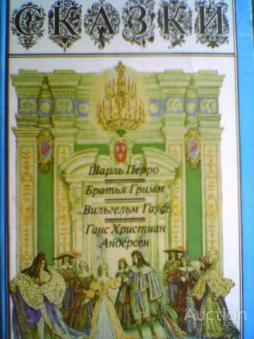 СКАЗКИ
Шарль Перро
Братья Гримм
Вильгельм Гауф
Ганс Христиан
Андерсен
Auction